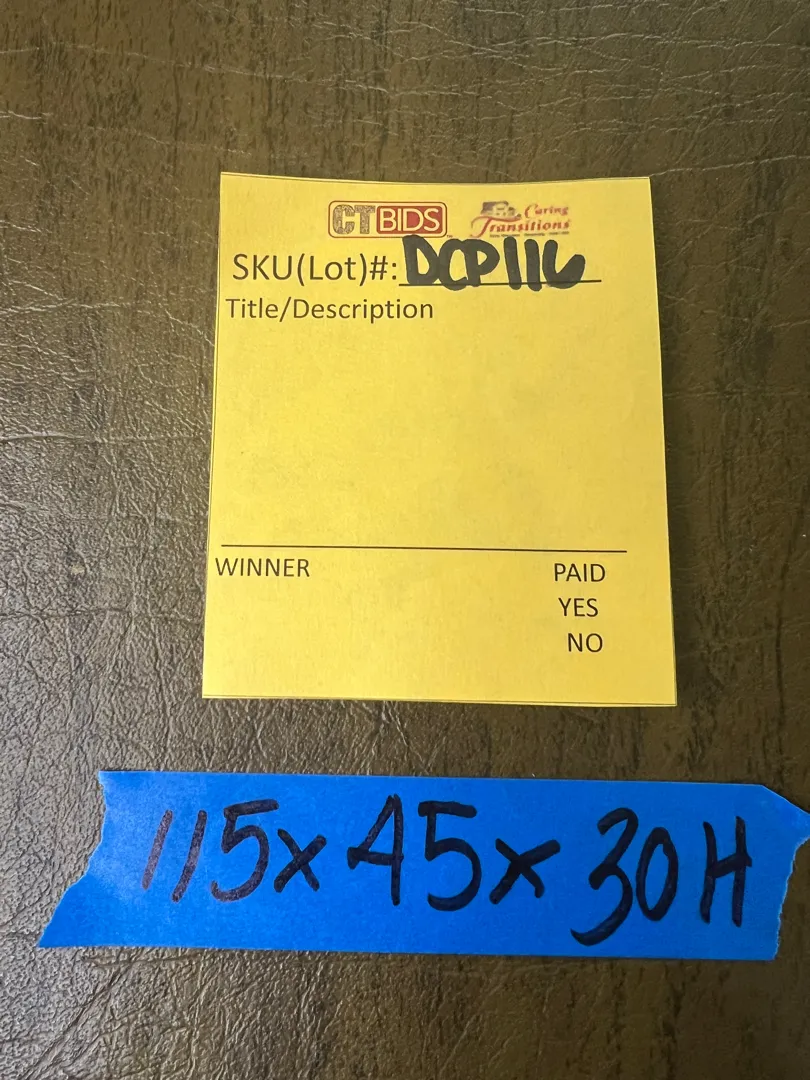 CTBIDS
Caring
Transitions
SKU(Lot)#: DCP116
Title/Description
WINNER PAID
YES
NO
115x45x30H